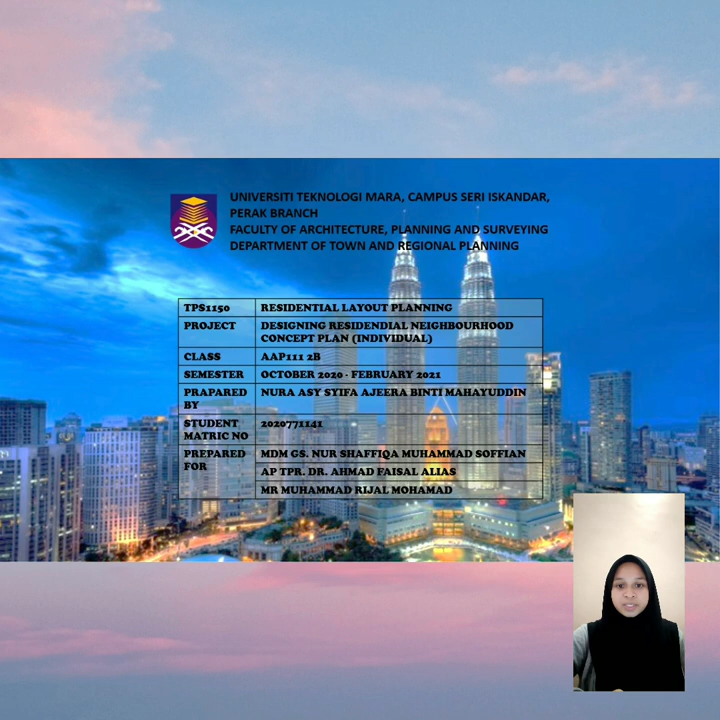 UNIVERSITI TEKNOLOGI MARA, CAMPUS SERI ISKANDAR,
PERAK BRANCH
FACULTY OF ARCHITECTURE, PLANNING AND SURVEYING
DEPARTMENT OF TOWN AND REGIONAL PLANNING
TPS1150 RESIDENTIAL LAYOUT PLANNING
PROJECT DESIGNING RESIDENDIAL NEIGHBOURHOOD
CONCEPT PLAN (INDIVIDUAL)
CLASS AAP111 2B
SEMESTER OCTOBER 2020 - FEBRUARY 2021
PRAPARED NURA ASY SYIFA AJEERA BINTI MAHAYUDDIN
BY
STUDENT 2020771141
MATRIC NO
PREPARED MDM GS. NUR SHAFFIQA MUHAMMAD SOFFIAN
FOR
AP TPR. DR. AHMAD FAISAL ALIAS
MR MUHAMMAD RIJAL MOHAMAD